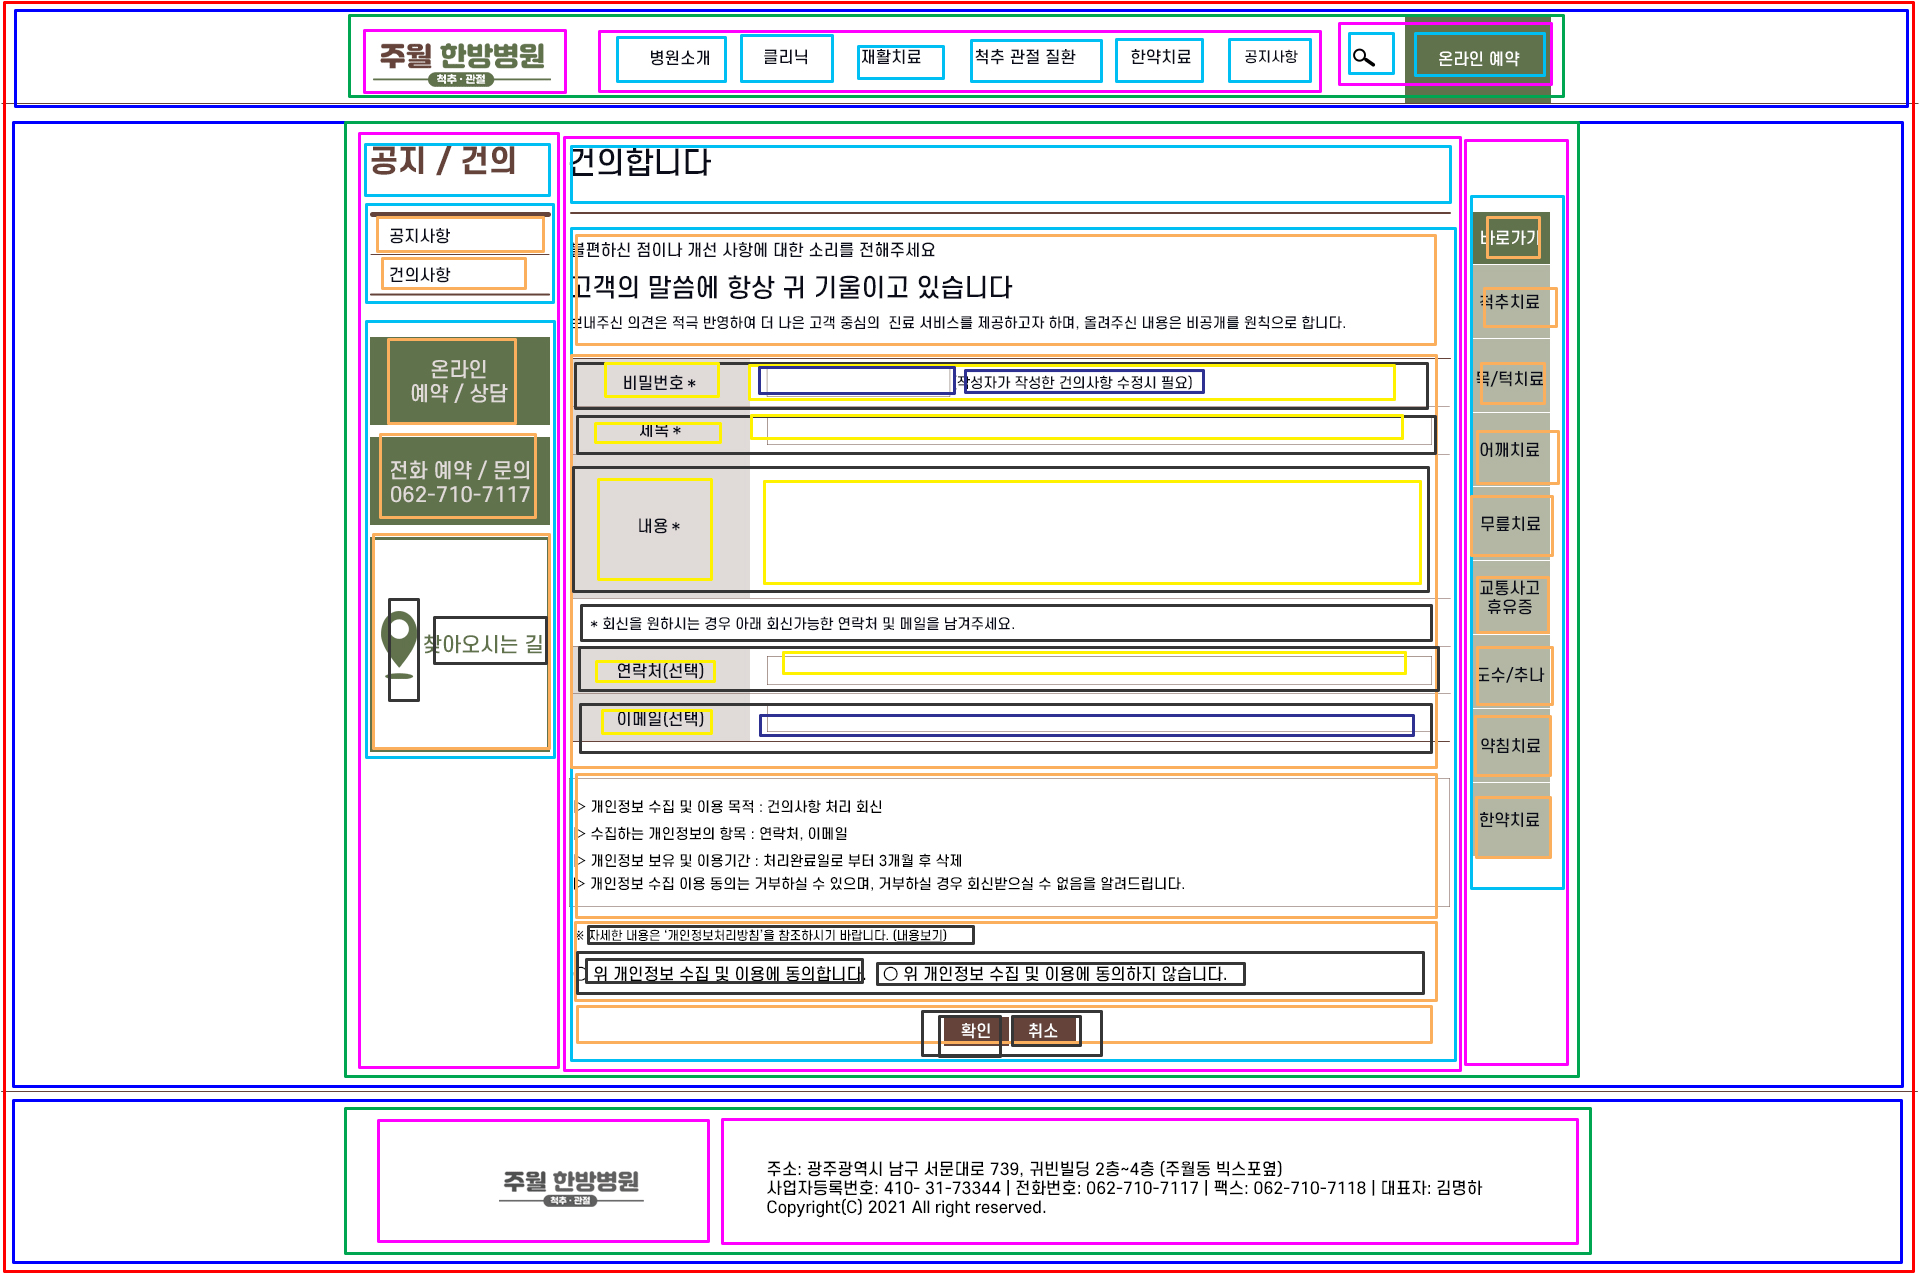 주월 한방병원
척추·관절
병원소개
클리닉
재활치료
척추 관절 질환
한약치료
공지사항
온라인 예약
공지 / 건의
공지사항
건의사항
온라인
예약 / 상담
전화 예약 / 문의
062-710-7117
찾아오시는 길
건의합니다
불편하신 점이나 개선 사항에 대한 소리를 전해주세요
고객의 말씀에 항상 귀 기울이고 있습니다
보내주신 의견은 적극 반영하여 더 나은 고객 중심의 진료 서비스를 제공하고자 하며, 올려주신 내용은 비공개를 원칙으로 합니다.
비밀번호 *
(작성자가 작성한 건의사항 수정시 필요)
제목 *
내용 *
* 회신을 원하시는 경우 아래 회신가능한 연락처 및 메일을 남겨주세요.
연락처(선택)
이메일(선택)
▷ 개인정보 수집 및 이용 목적 : 건의사항 처리 회신
▷ 수집하는 개인정보의 항목 : 연락처, 이메일
▷ 개인정보 보유 및 이용기간 : 처리완료일로 부터 3개월 후 삭제
▷ 개인정보 수집 이용 동의는 거부하실 수 있으며, 거부하실 경우 회신받으실 수 없음을 알려드립니다.
※ 자세한 내용은 ‘개인정보처리방침’을 참조하시기 바랍니다. (내용보기)
○ 위 개인정보 수집 및 이용에 동의합니다. ○ 위 개인정보 수집 및 이용에 동의하지 않습니다.
확인
취소
바로가기
척추치료
목/턱치료
어깨치료
무릎치료
교통사고
휴유증
도수/추나
약침치료
한약치료
주월 한방병원
척추·관절
주소: 광주광역시 남구 서문대로 739, 귀빈빌딩 2층~4층 (주월동 빅스포옆)
사업자등록번호: 410- 31-73344 | 전화번호: 062-710-7117 | 팩스: 062-710-7118 | 대표자: 김명하
Copyright(C) 2021 All right reserved.